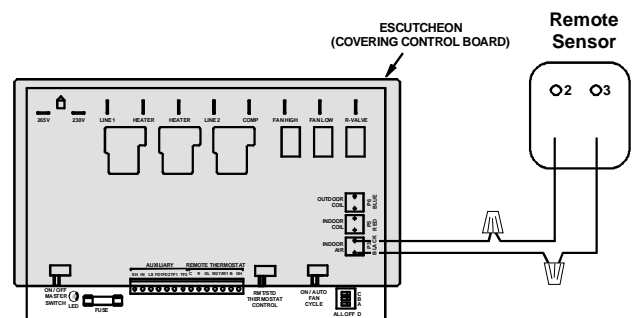 ESCUTCHEON
(COVERING CONTROL BOARD)
Remote
Sensor
2 3
265V 230V LINE 1 HEATER HEATER LINE 2 COMP FAN HIGH FAN LOW R-VALVE
OUTDOOR
COIL
P6
BLUE
INDOOR
COIL
P5
RED
INDOOR
AIR
BLACK
AUXILIARY REMOTE THERMOSTAT
ON / OFF
MASTER
SWITCH
LED
FUSE
RMT/STD
THERMOSTAT
CONTROL
ON / AUTO
FAN
CYCLE
C
B
A
ALL OFF D